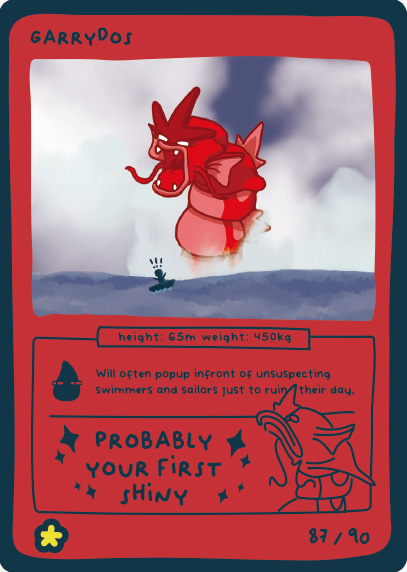 GARRYDOS
height: 65m weight: 450kg
Will often popup infront of unsuspecting
swimmers and sailors just to ruin their day.
PROBABLY
YOUR FIRST
SHINY
87 / 90